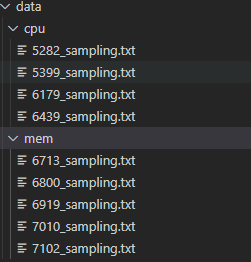 data
cpu
5282_sampling.txt
5399_sampling.txt
6179_sampling.txt
6439_sampling.txt
mem
6713_sampling.txt
6800_sampling.txt
6919_sampling.txt
7010_sampling.txt
7102_sampling.txt